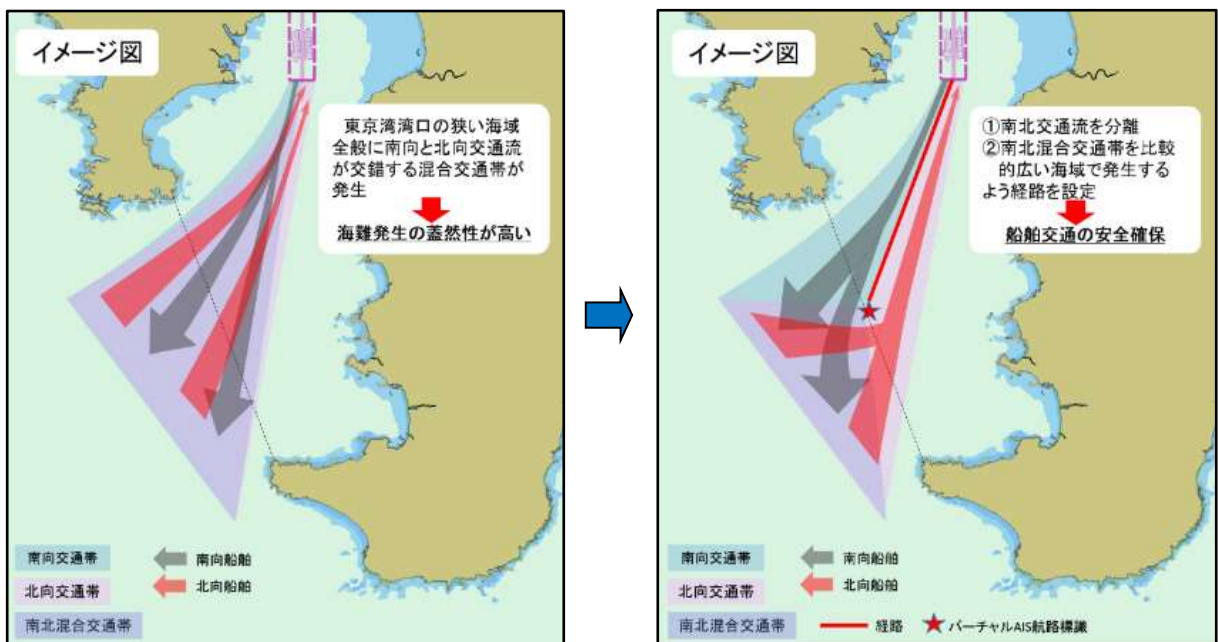 イメージ図
東京湾湾口の狭い海域
全般に南向と北向交通流
が交錯する混合交通帯が
発生
海難発生の蓋然性が高い
南向交通帯
南向船舶
北向交通帯
北向船舶
南北混合交通帯
イメージ図
①南北交通流を分離
②南北混合交通帯を比較
的広い海域で発生する
よう経路を設定
船舶交通の安全確保
南向交通帯
南向船舶
北向交通帯
北向船舶
南北混合交通帯
経路
バーチャルAIS航路標識